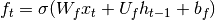 f_t = σ(W_f x_t + U_f h_{t-1} + b_f)